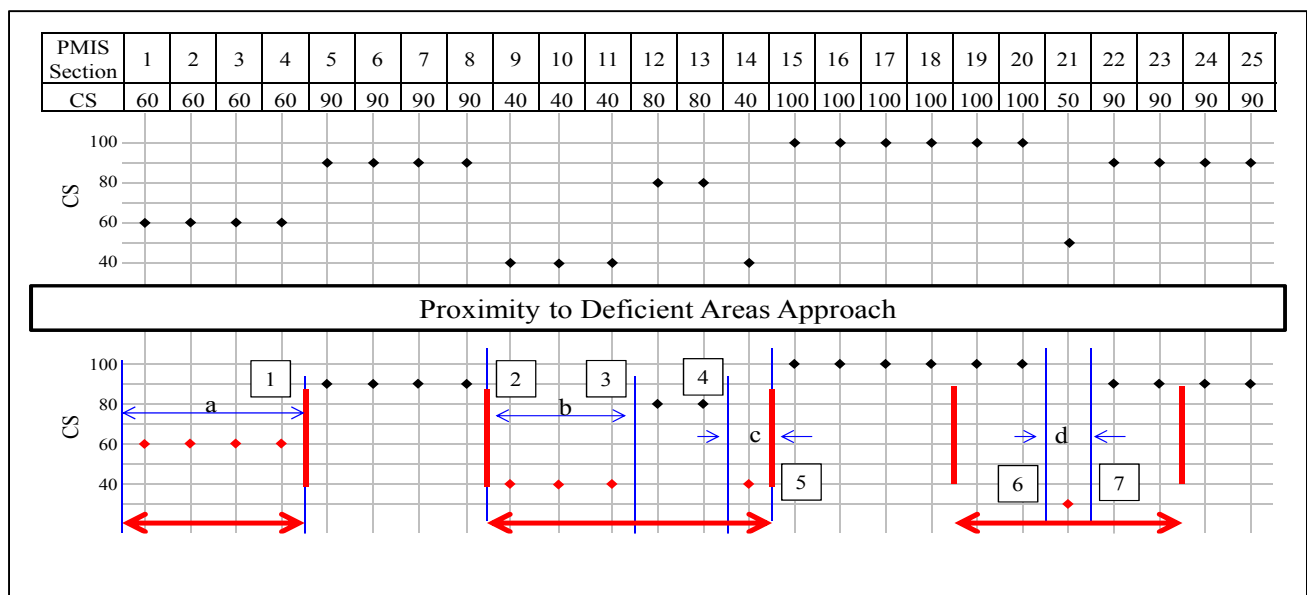 PMIS Section 1 2 3 4 5 6 7 8 9 10 11 12 13 14 15 16 17 18 19 20 21 22 23 24 25
CS 60 60 60 60 90 90 90 90 40 40 40 80 80 40 100 100 100 100 100 100 50 90 90 90 90
100
80
60
40
CS
Proximity to Deficient Areas Approach
100
80
60
40
CS
1 2 3 4
a b c d
5 6 7